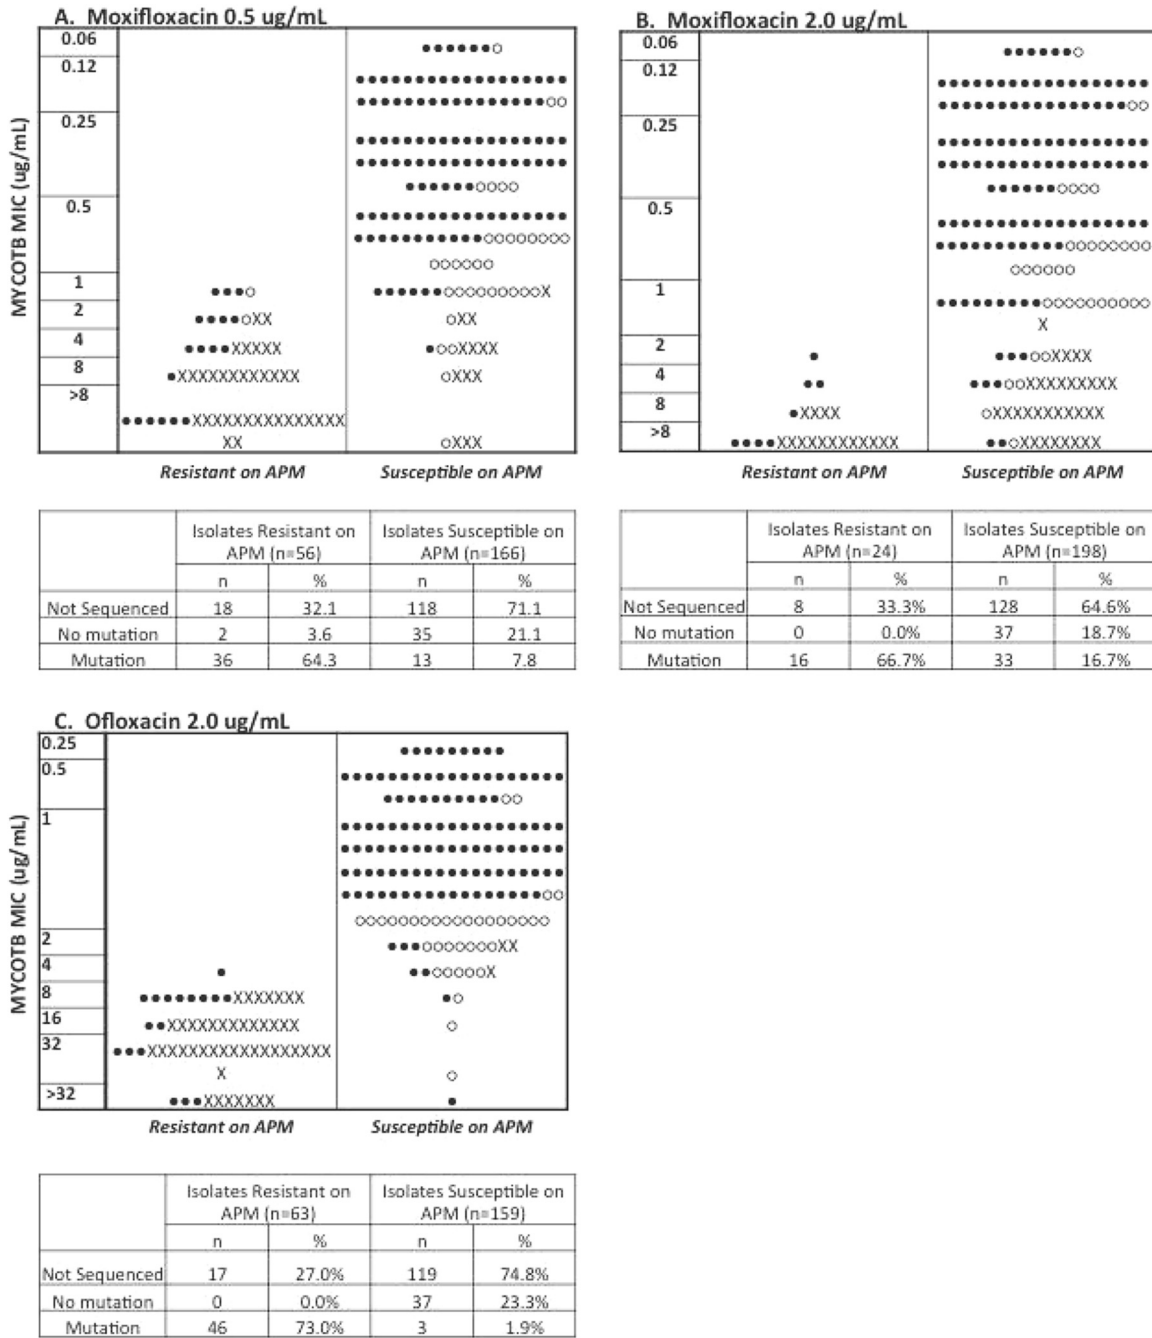 A. Moxifloxacin 0.5 ug/mL
MYCOTB MIC (ug/mL)
0.06
0.12
0.25
0.5
1
2
4
8
>8
Resistant on APM Susceptible on APM
Isolates Resistant on APM (n=56) Isolates Susceptible on APM (n=166)
n % n %
Not Sequenced 18 32.1 118 71.1
No mutation 2 3.6 35 21.1
Mutation 36 64.3 13 7.8
B. Moxifloxacin 2.0 ug/mL
0.06
0.12
0.25
0.5
1
2
4
8
>8
Resistant on APM Susceptible on APM
Isolates Resistant on APM (n=24) Isolates Susceptible on APM (n=198)
n % n %
Not Sequenced 8 33.3% 128 64.6%
No mutation 0 0.0% 37 18.7%
Mutation 16 66.7% 33 16.7%
C. Ofloxacin 2.0 ug/mL
MYCOTB MIC (ug/mL)
0.25
0.5
1
2
4
8
16
32
>32
Resistant on APM Susceptible on APM
Isolates Resistant on APM (n=63) Isolates Susceptible on APM (n=159)
n % n %
Not Sequenced 17 27.0% 119 74.8%
No mutation 0 0.0% 37 23.3%
Mutation 46 73.0% 3 1.9%